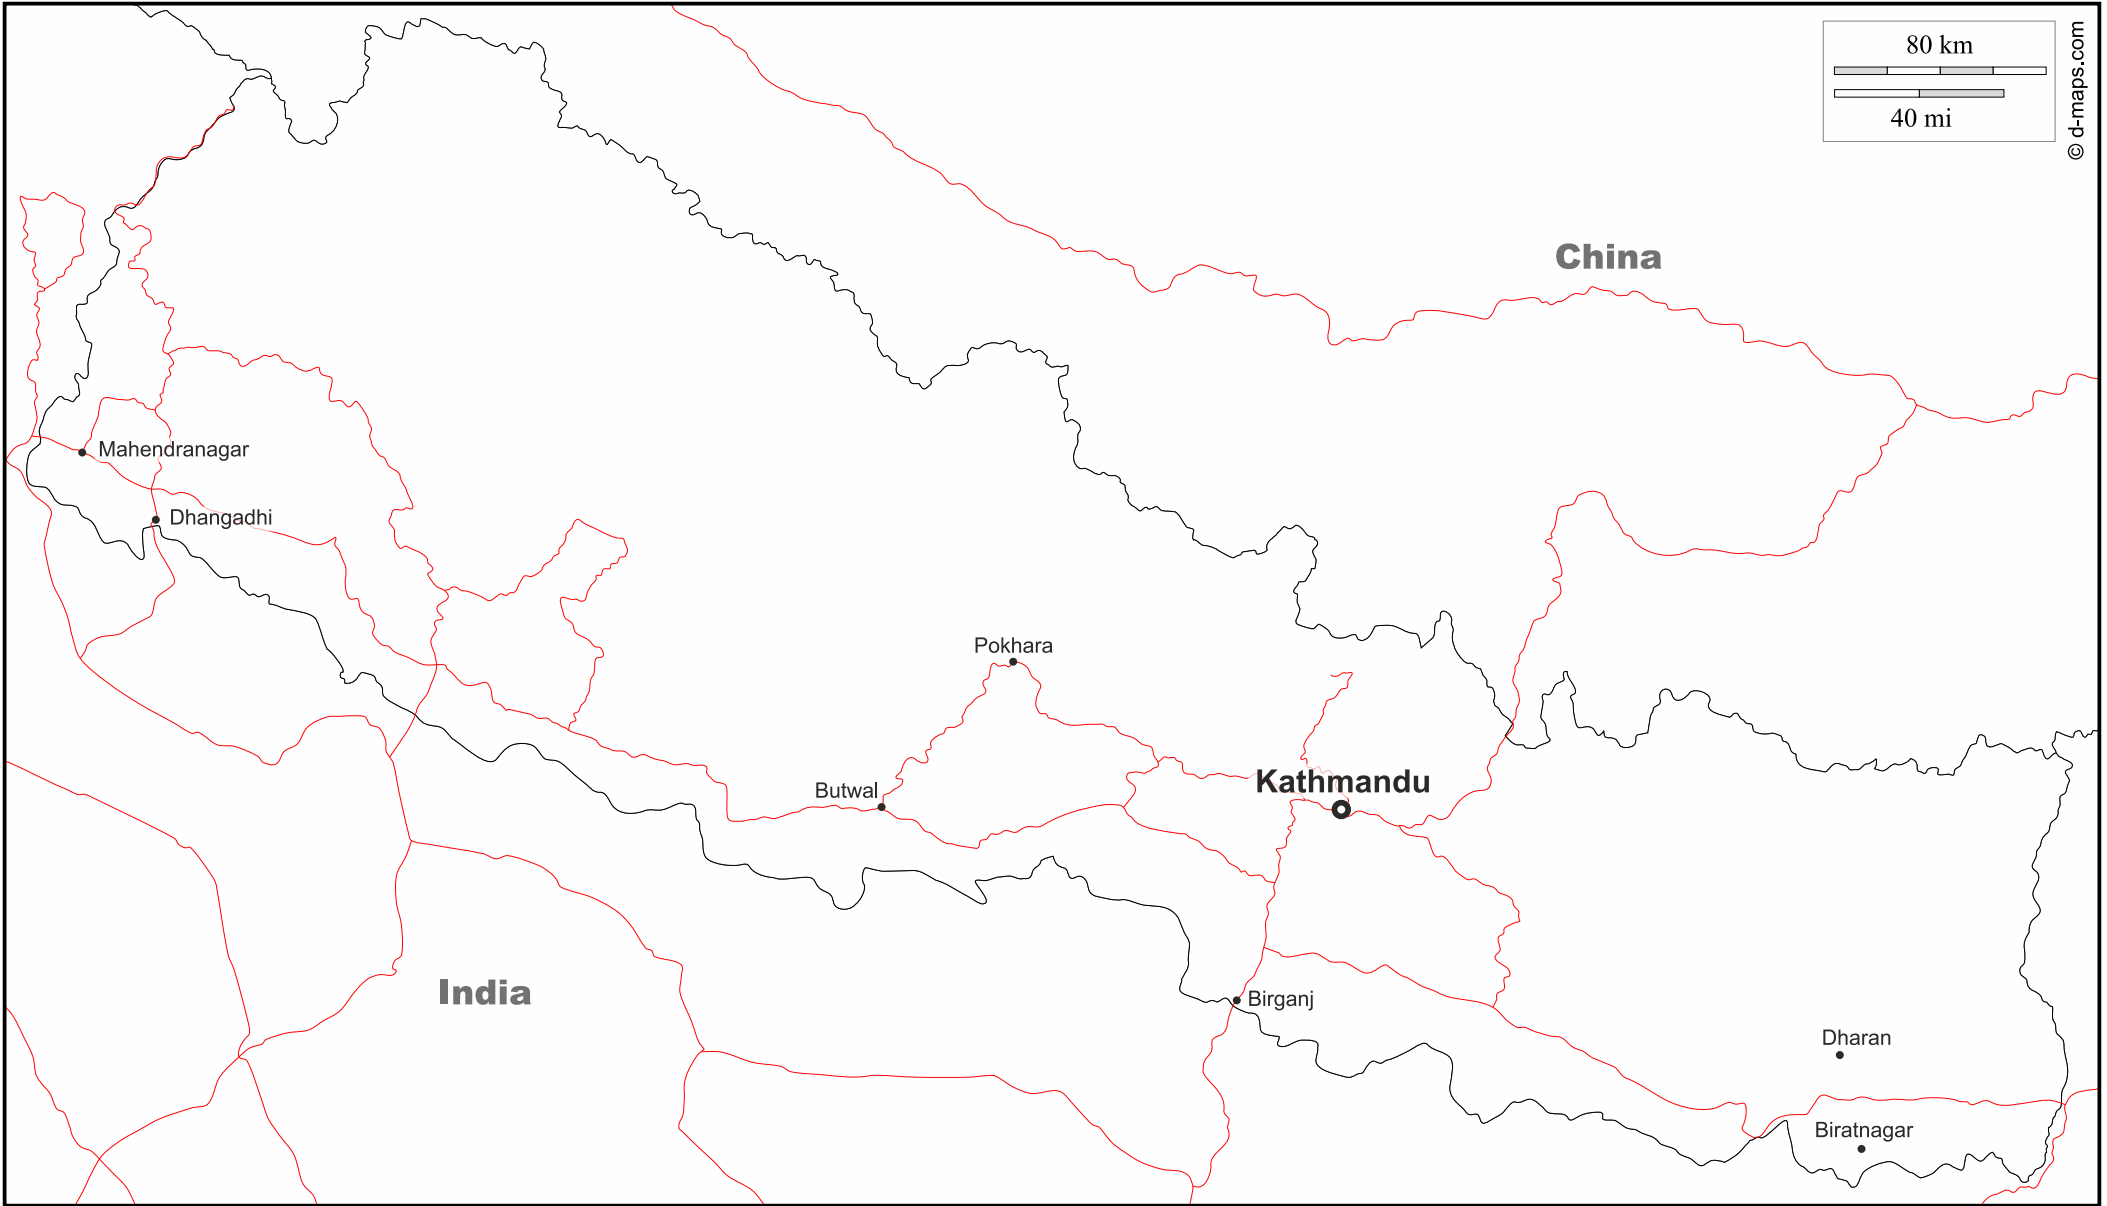 80 km
40 mi
© d-maps.com
China
Mahendranagar
Dhangadhi
Pokhara
Kathmandu
Butwal
India
Birganj
Dharan
Biratnagar